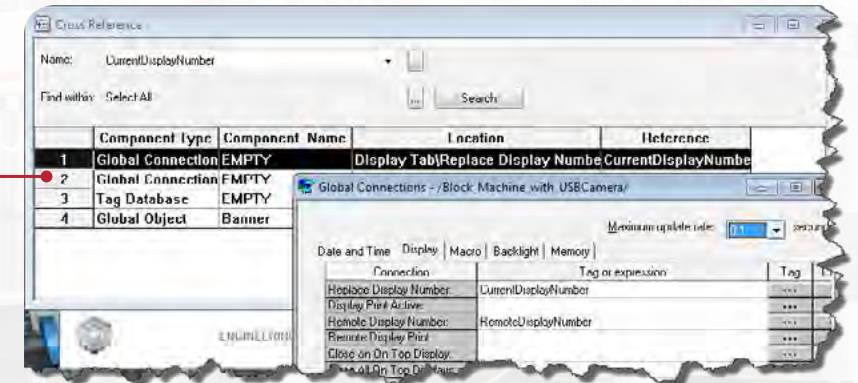 Cross Reference
Name: CurrentDisplayNumber
Find within: Select All ... Search
Component Type Component Name Location Reference
1 Global Connection EMPTY Display Tab\Replace Display Numbe CurrentDisplayNumbe
2 Global Connection EMPTY
3 Tag Database EMPTY
4 Global Object Banner
Global Connections - /Block Machine with USBCamera/
Maximum update rate: 0.1
Date and Time Display Macro Backlight Memory
Connection Tag or expression Tag
Replace Display Number: CurrentDisplayNumber ...
Display Print Active: ...
Remote Display Number: RemoteDisplayNumber ...
Remote Display Print ...
Close an On Top Display: ...